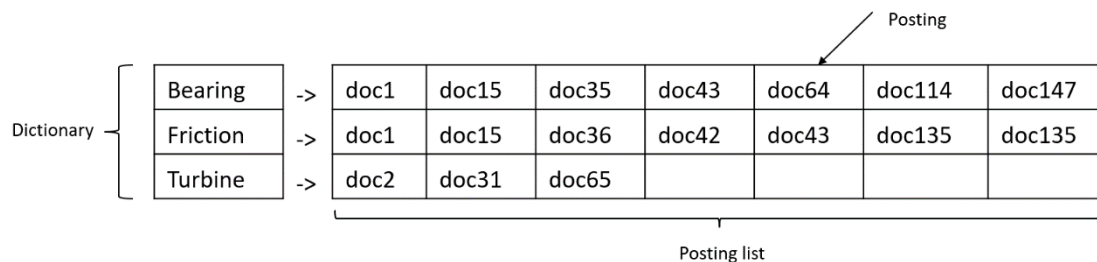 Posting
Bearing -> doc1 doc15 doc35 doc43 doc64 doc114 doc147
Dictionary
Friction -> doc1 doc15 doc36 doc42 doc43 doc135 doc135
Turbine -> doc2 doc31 doc65
Posting list